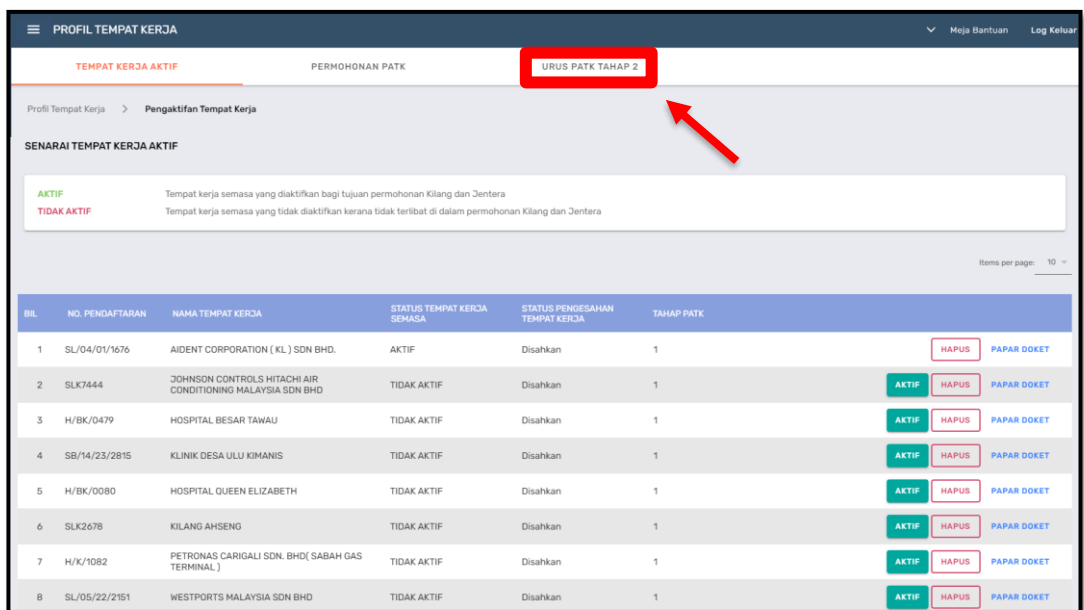 PROFIL TEMPAT KERJA
Meja Bantuan Log Keluar
TEMPAT KERJA AKTIF PERMOHONAN PATK URUS PATK TAHAP 2
Profil Tempat Kerja > Pengaktifan Tempat Kerja
SENARAI TEMPAT KERJA AKTIF
AKTIF Tempat kerja semasa yang diaktifkan bagi tujuan permohonan Kilang dan Jentera
TIDAK AKTIF Tempat kerja semasa yang tidak diaktifkan kerana tidak terlibat di dalam permohonan Kilang dan Jentera
Items per page: 10
BIL NO. PENDAFTARAN NAMA TEMPAT KERJA STATUS TEMPAT KERJA SEMASA STATUS PENGESAHAN TEMPAT KERJA TAHAP PATK
1 SL/04/01/1676 AIDENT CORPORATION ( KL ) SDN BHD. AKTIF Disahkan 1 HAPUS PAPAR DOKET
2 SLK7444 JOHNSON CONTROLS HITACHI AIR CONDITIONING MALAYSIA SDN BHD TIDAK AKTIF Disahkan 1 AKTIF HAPUS PAPAR DOKET
3 H/BK/0479 HOSPITAL BESAR TAWAU TIDAK AKTIF Disahkan 1 AKTIF HAPUS PAPAR DOKET
4 SB/14/23/2815 KLINIK DESA ULU KIMANIS TIDAK AKTIF Disahkan 1 AKTIF HAPUS PAPAR DOKET
5 H/BK/0080 HOSPITAL QUEEN ELIZABETH TIDAK AKTIF Disahkan 1 AKTIF HAPUS PAPAR DOKET
6 SLK2678 KILANG AHSENG TIDAK AKTIF Disahkan 1 AKTIF HAPUS PAPAR DOKET
7 H/K/1082 PETRONAS CARIGALI SDN. BHD( SABAH GAS TERMINAL ) TIDAK AKTIF Disahkan 1 AKTIF HAPUS PAPAR DOKET
8 SL/05/22/2151 WESTPORTS MALAYSIA SDN BHD TIDAK AKTIF Disahkan 1 AKTIF HAPUS PAPAR DOKET